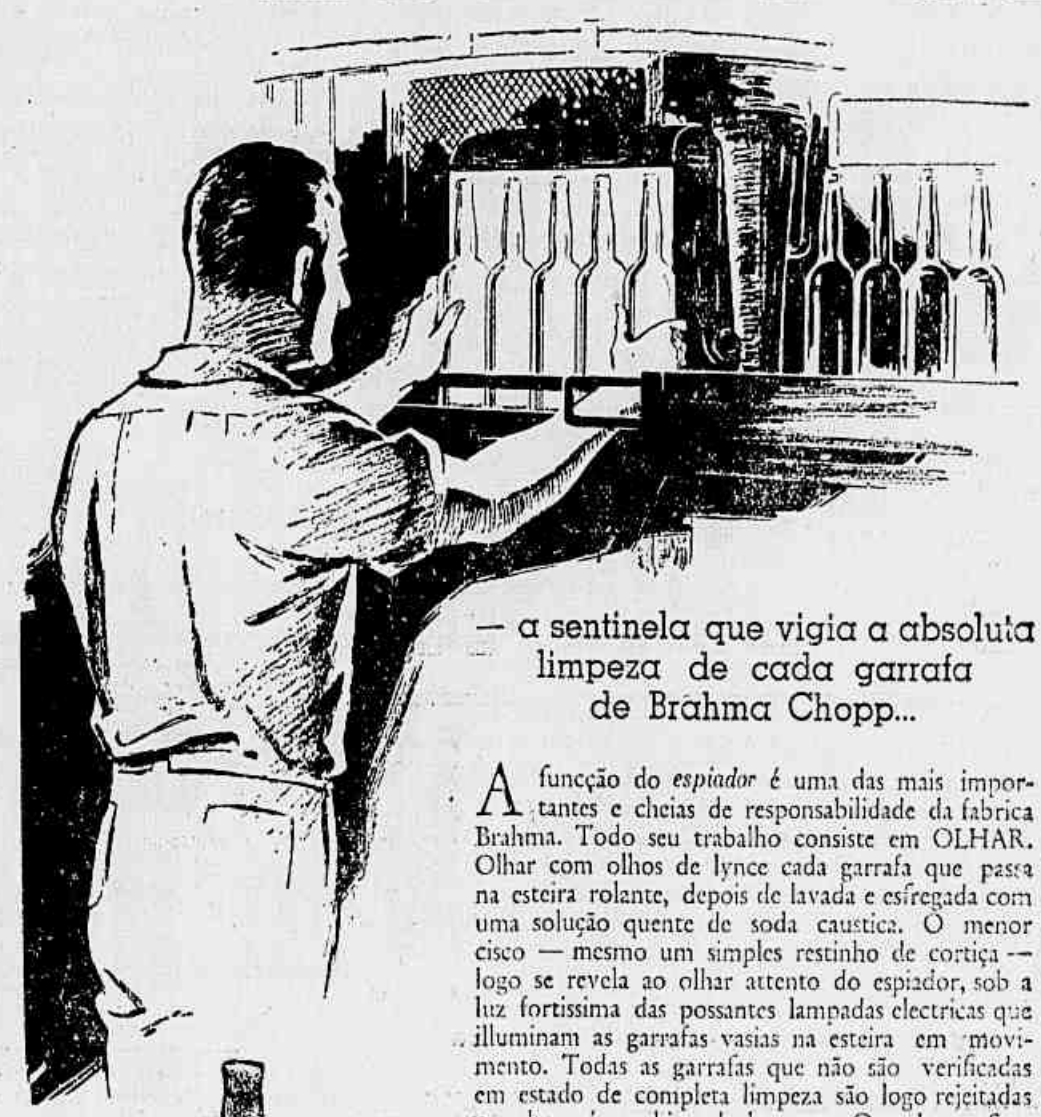 — a sentinela que vigia a absoluta
limpeza de cada garrafa
de Brahma Chopp...
A funcção do espiador é uma das mais impor-
tantes e cheias de responsabilidade da fabrica
Brahma. Todo seu trabalho consiste em OLHAR.
Olhar com olhos de lynce cada garrafa que passa
na esteira rolante, depois de lavada e esfregada com
uma solução quente de soda caustica. O menor
cisco — mesmo um simples restinho de cortiça —
logo se revela ao olhar attento do espiador, sob a
luz fortissima das possantes lampadas electricas que
illuminam as garrafas vasias na esteira em movi-
mento. Todas as garrafas que não são verificadas
em estado de completa limpeza são logo rejeitadas